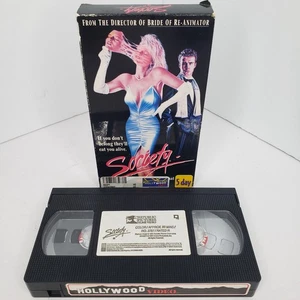 FROM THE DIRECTOR OF BRIDE OF RE-ANIMATOR
If you don't
belong they'll
eat you alive.
Society
5 day
Society
HOLLYWOOD VIDEO